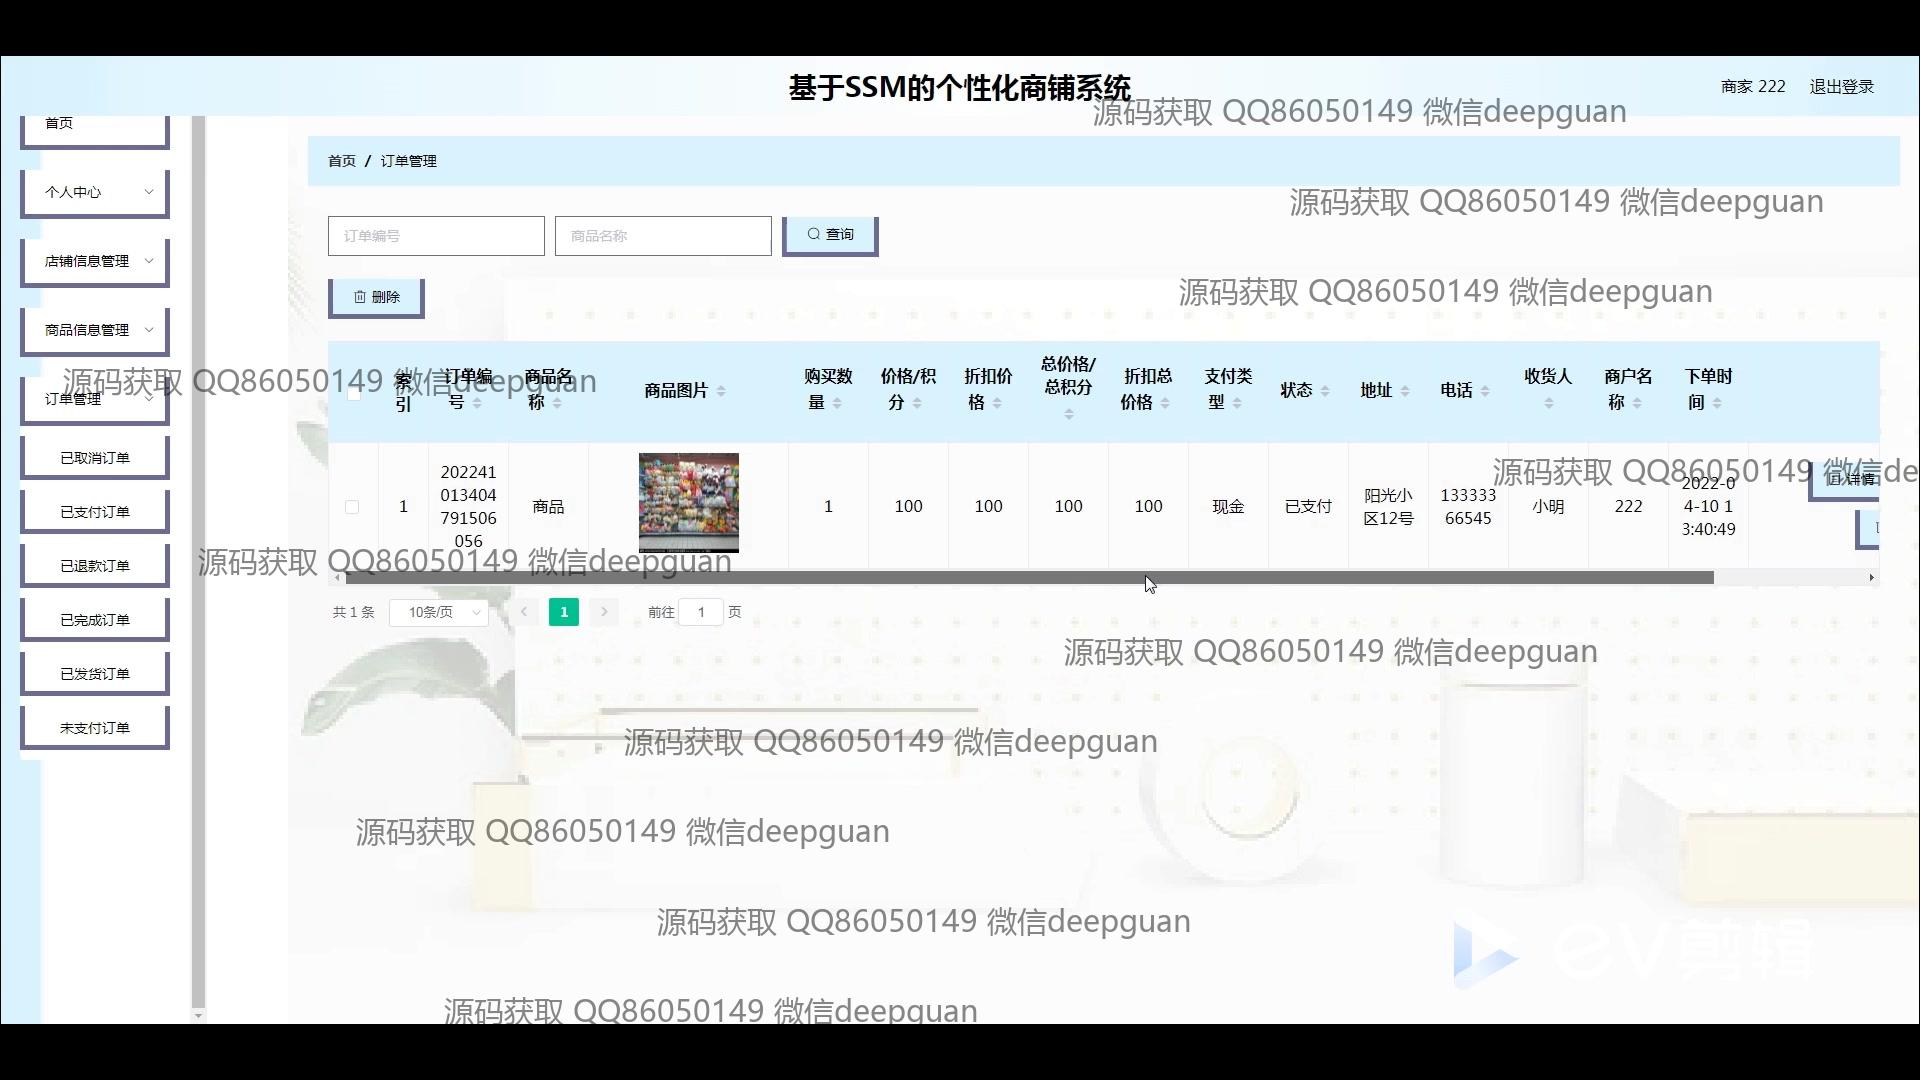 基于SSM的个性化商铺系统
商家 222 退出登录
源码获取 QQ86050149 微信deepguan
首页
首页 / 订单管理
个人中心
源码获取 QQ86050149 微信deepguan
订单编号
商品名称
查询
店铺信息管理
删除
源码获取 QQ86050149 微信deepguan
商品信息管理
源码获取 QQ86050149 微信deepguan
订单管理
索引
订单编号
商品名称
商品图片
购买数量
价格/积分
折扣价格
总价格/总积分
折扣总价格
支付类型
状态
地址
电话
收货人
商户名称
下单时间
已取消订单
已支付订单
已退款订单
已完成订单
已发货订单
未支付订单
1
202241
013404
791506
056
商品
1
100
100
100
100
现金
已支付
阳光小
区12号
133333
66545
小明
222
2022-0
4-10 1
3:40:49
详情
源码获取 QQ86050149 微信de
源码获取 QQ86050149 微信deepguan
共 1 条
10条/页
1
前往 1 页
源码获取 QQ86050149 微信deepguan
源码获取 QQ86050149 微信deepguan
源码获取 QQ86050149 微信deepguan
源码获取 QQ86050149 微信deepguan
EV剪辑
源码获取 QQ86050149 微信deepguan